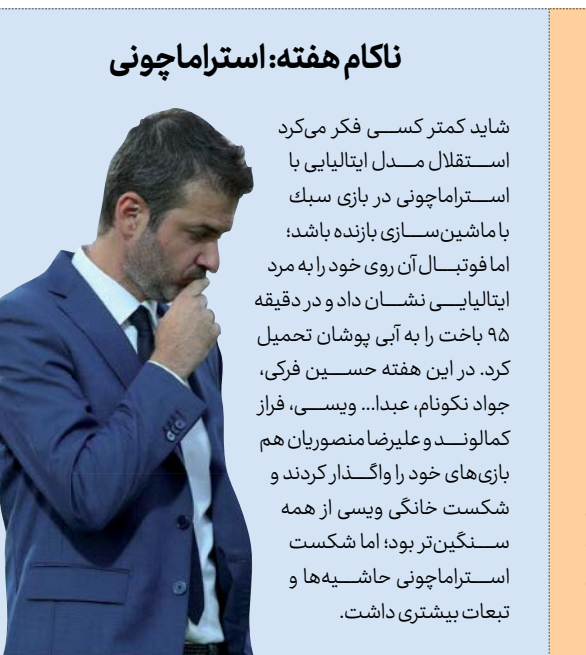 ناکام هفته: استراماچونی
شاید کمتر کسی فکر می‌کرد
استقلال مدل ایتالیایی با
استراماچونی در بازی سبك
با ماشین‌سازی بازنده باشد؛
اما فوتبال آن روی خود را به مرد
ایتالیایی نشان داد و در دقیقه
۹۵ باخت را به آبی پوشان تحمیل
کرد. در این هفته حسین فرکی،
جواد نکونام، عبدا... ویسی، فراز
کمالوند و علیرضا منصوریان هم
بازی‌های خود را واگذار کردند و
شکست خانگی ویسی از همه
سنگین‌تر بود؛ اما شکست
استراماچونی حاشیه‌ها و
تبعات بیشتری داشت.